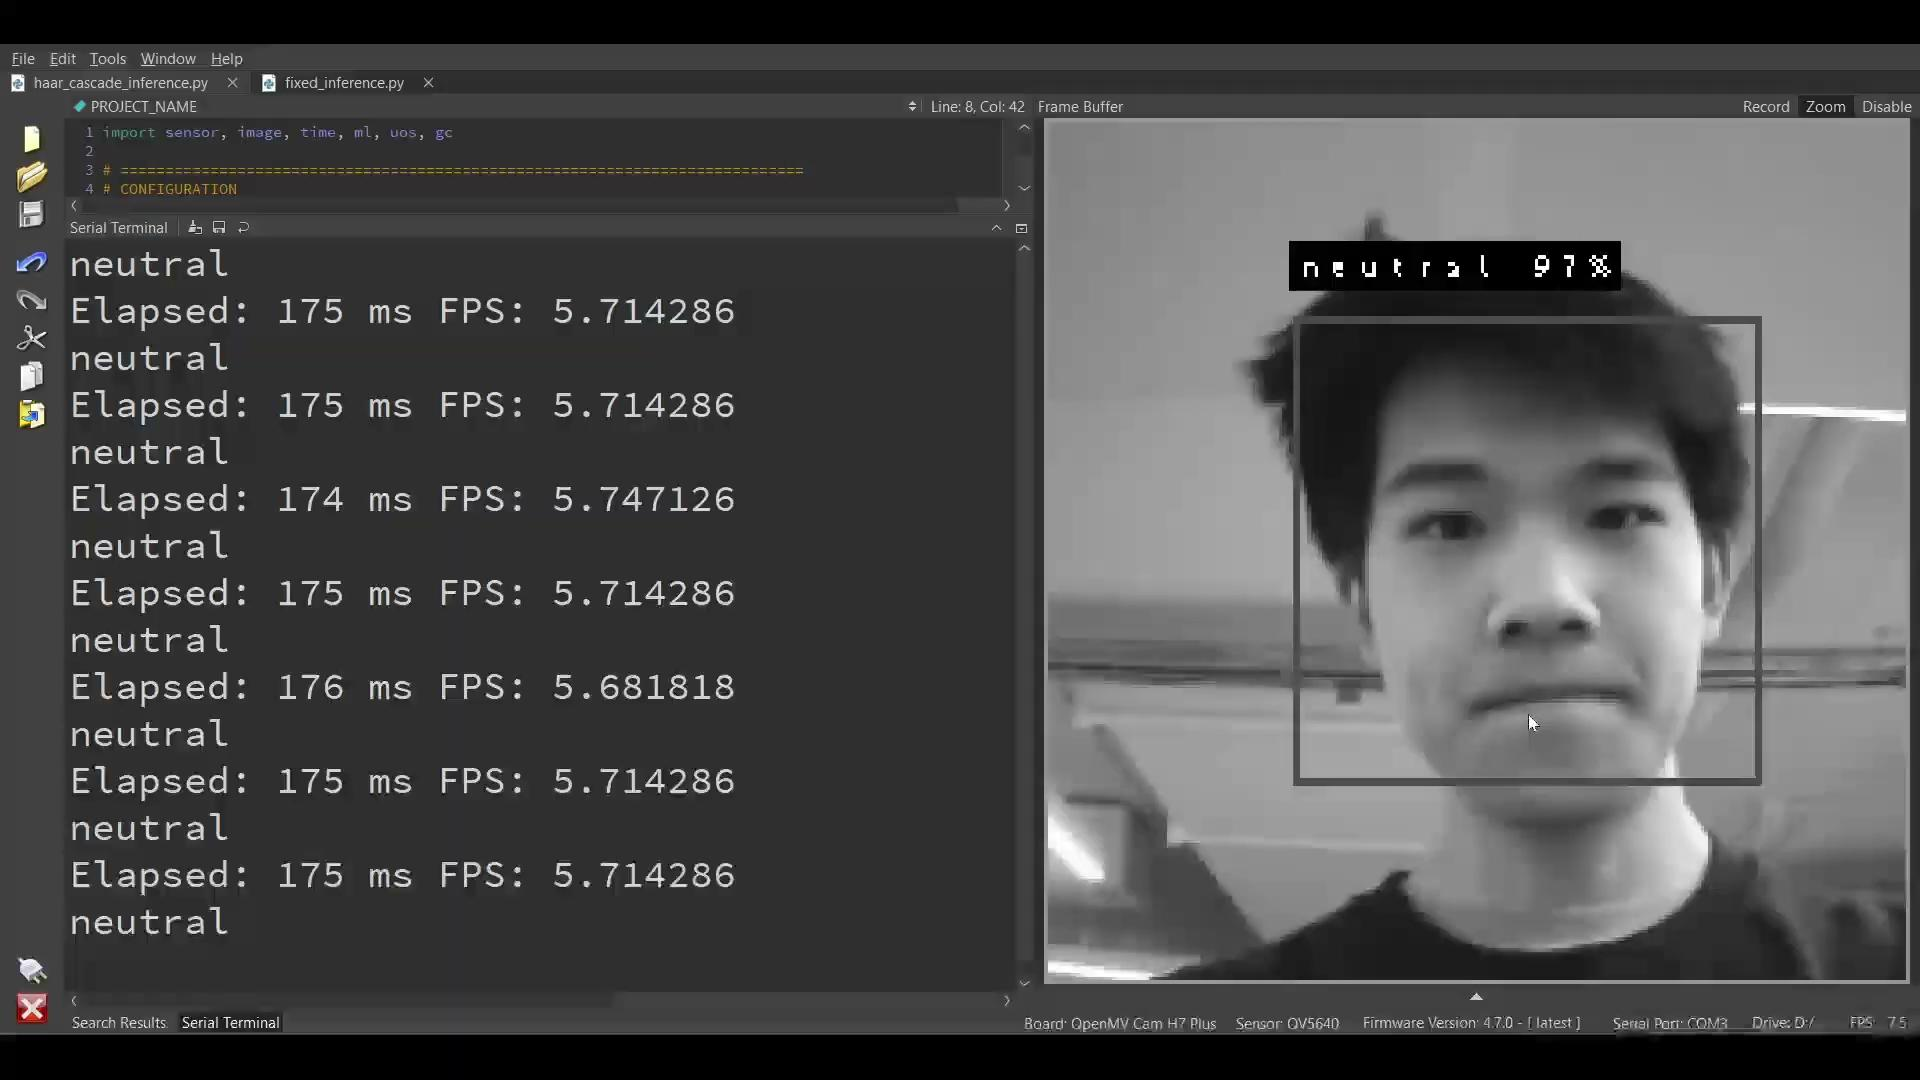 File Edit Tools Window Help
haar_cascade_inference.py fixed_inference.py
PROJECT_NAME Line: 8, Col: 42 Frame Buffer Record Zoom Disable
1 import sensor, image, time, ml, uos, gc
2
3 # ==============================================================================
4 # CONFIGURATION
Serial Terminal
neutral
Elapsed: 175 ms FPS: 5.714286
neutral
Elapsed: 175 ms FPS: 5.714286
neutral
Elapsed: 174 ms FPS: 5.747126
neutral
Elapsed: 175 ms FPS: 5.714286
neutral
Elapsed: 176 ms FPS: 5.681818
neutral
Elapsed: 175 ms FPS: 5.714286
neutral
Elapsed: 175 ms FPS: 5.714286
neutral
neutral 97%
Search Results Serial Terminal Board: OpenMV Cam H7 Plus Sensor: OV5640 Firmware Version: 4.7.0 - [ latest ] Serial Port: COM3 Drive: D:/ FPS: 7.5